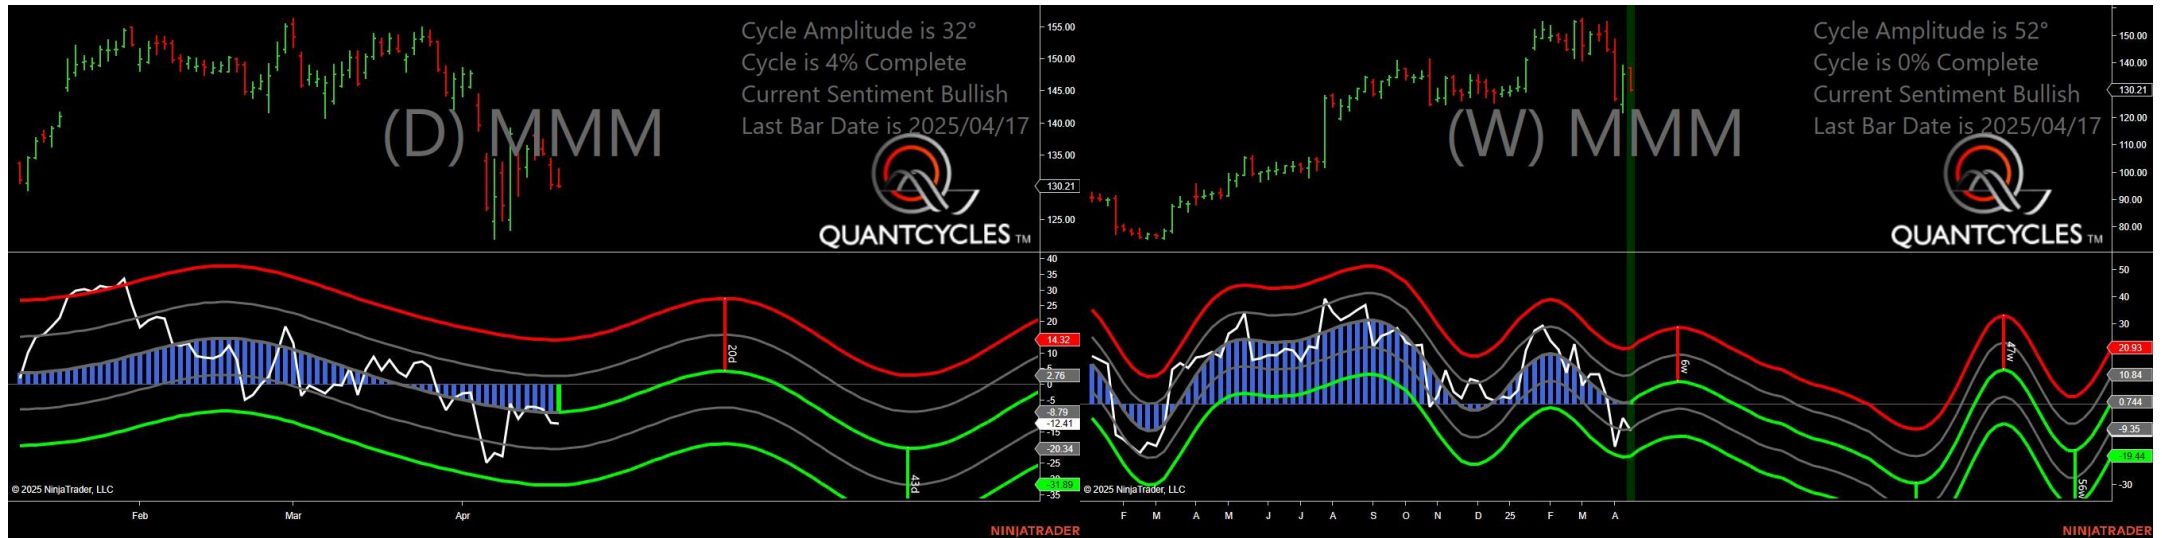 Cycle Amplitude is 32°
Cycle is 4% Complete
Current Sentiment Bullish
Last Bar Date is 2025/04/17
(D) MMM
QUANTCYCLES TM
155.00
150.00
145.00
140.00
135.00
130.21
125.00
40
35
30
25
20
14.32
10
5
2.76
0
-5
-8.79
-12.41
-15
-20.34
-25
-31.89
-35
20d
43d
© 2025 NinjaTrader, LLC
Feb Mar Apr
NINJATRADER
Cycle Amplitude is 52°
Cycle is 0% Complete
Current Sentiment Bullish
Last Bar Date is 2025/04/17
(W) MMM
QUANTCYCLES TM
150.00
140.00
130.21
120.00
110.00
100.00
90.00
80.00
50
40
30
20.93
10.84
0.744
-9.35
-19.44
-30
6w
47w
56w
© 2025 NinjaTrader, LLC
F M A M J J A S O N D 25 F M A
NINJATRADER